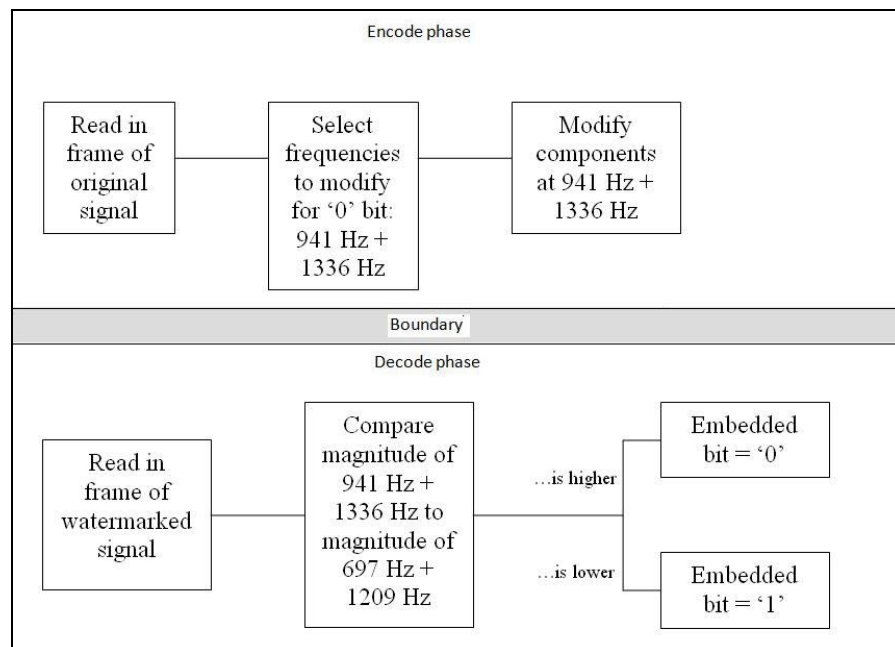 Encode phase
Read in
frame of
original
signal
Select
frequencies
to modify
for ‘0’ bit:
941 Hz +
1336 Hz
Modify
components
at 941 Hz +
1336 Hz
Boundary
Decode phase
Read in
frame of
watermarked
signal
Compare
magnitude of
941 Hz +
1336 Hz to
magnitude of
697 Hz +
1209 Hz
...is higher
...is lower
Embedded
bit = ‘0’
Embedded
bit = ‘1’